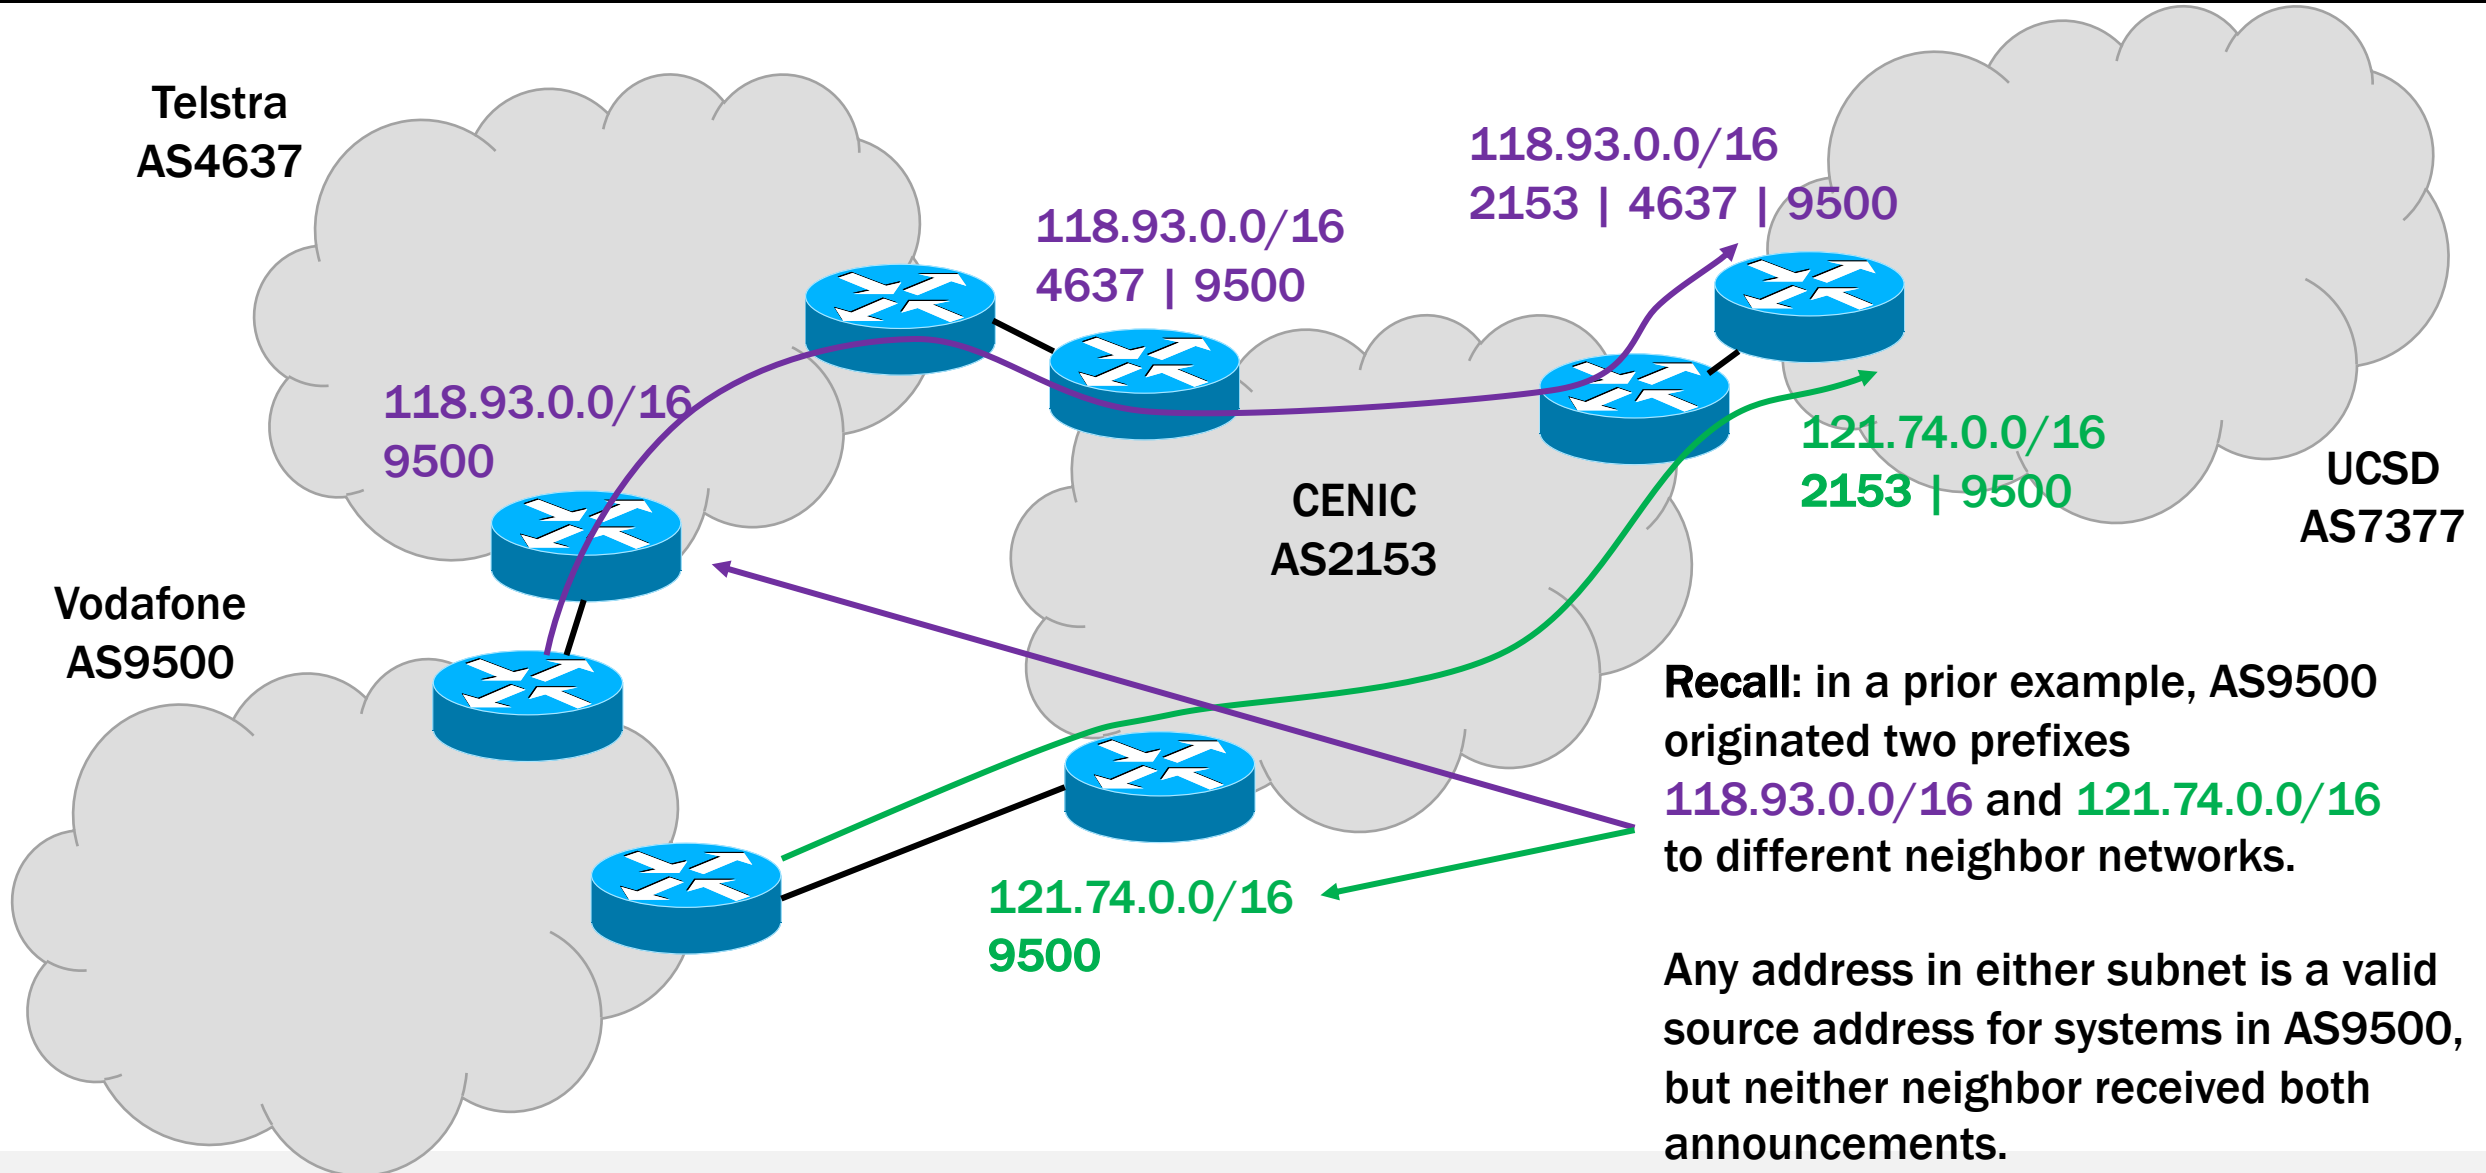 Telstra
AS4637
118.93.0.0/16
2153 | 4637 | 9500
118.93.0.0/16
4637 | 9500
118.93.0.0/16
9500
121.74.0.0/16
2153 | 9500
UCSD
AS7377
CENIC
AS2153
Vodafone
AS9500
121.74.0.0/16
9500
Recall: in a prior example, AS9500
originated two prefixes
118.93.0.0/16 and 121.74.0.0/16
to different neighbor networks.
Any address in either subnet is a valid
source address for systems in AS9500,
but neither neighbor received both
announcements.